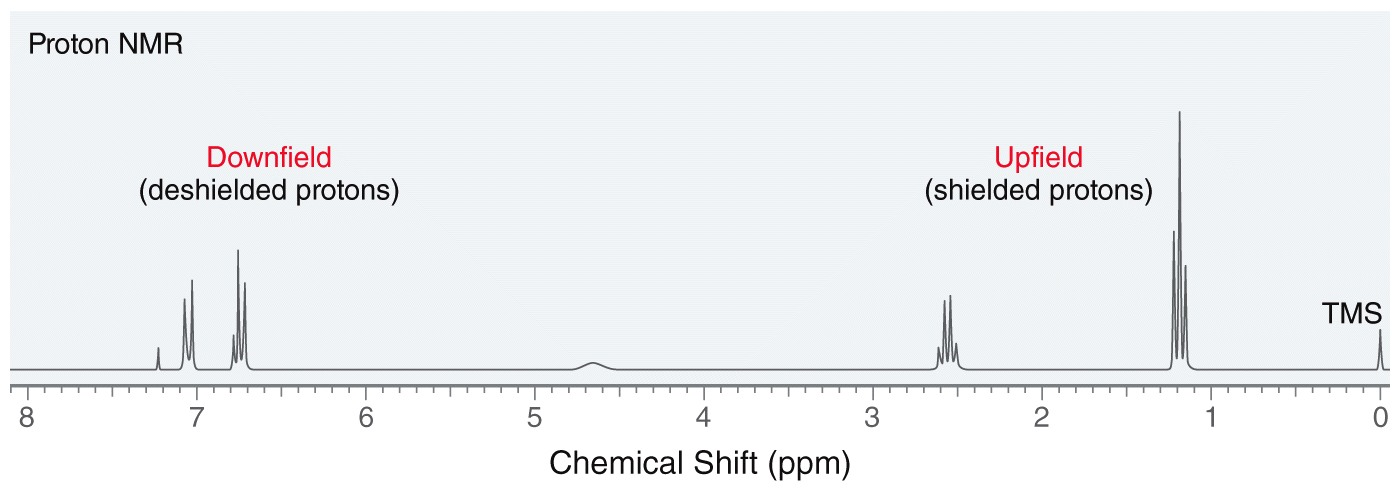 Proton NMR
Downfield
(deshielded protons)
Upfield
(shielded protons)
TMS
8 7 6 5 4 3 2 1 0
Chemical Shift (ppm)